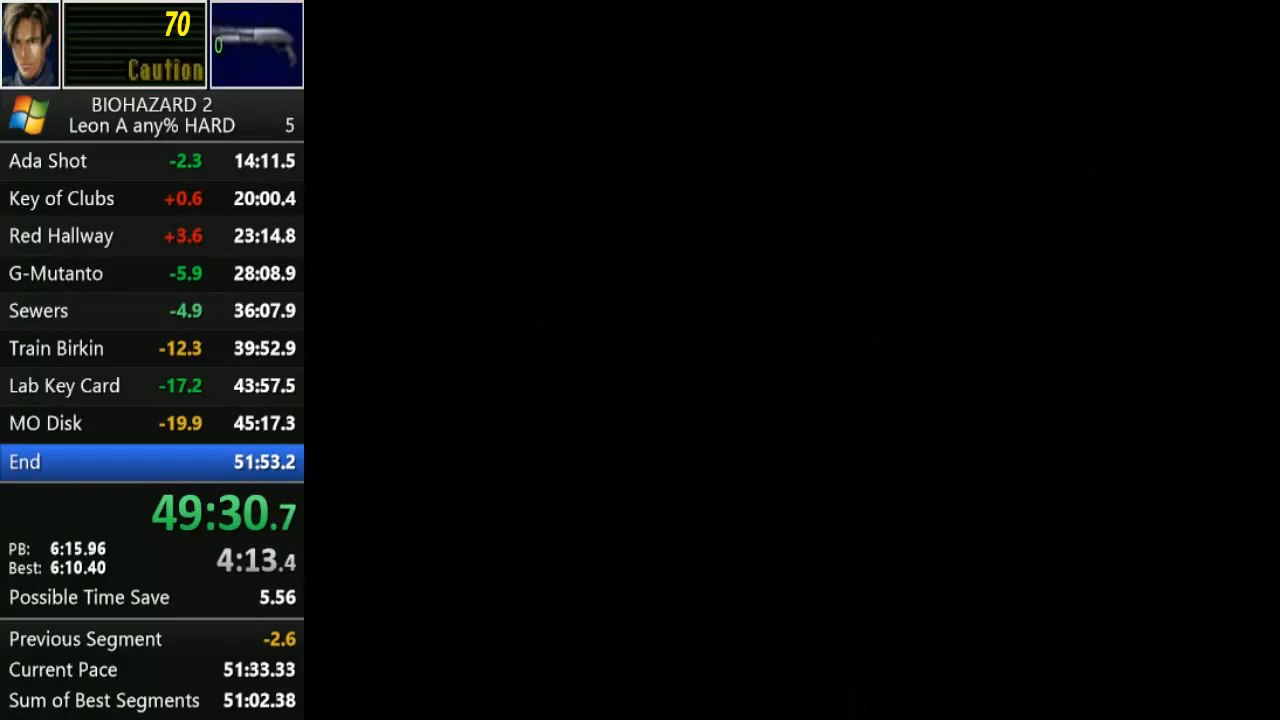 70
Caution
0
BIOHAZARD 2
Leon A any% HARD 5
Ada Shot -2.3 14:11.5
Key of Clubs +0.6 20:00.4
Red Hallway +3.6 23:14.8
G-Mutanto -5.9 28:08.9
Sewers -4.9 36:07.9
Train Birkin -12.3 39:52.9
Lab Key Card -17.2 43:57.5
MO Disk -19.9 45:17.3
End 51:53.2
49:30.7
PB: 6:15.96
Best: 6:10.40
4:13.4
Possible Time Save 5.56
Previous Segment -2.6
Current Pace 51:33.33
Sum of Best Segments 51:02.38